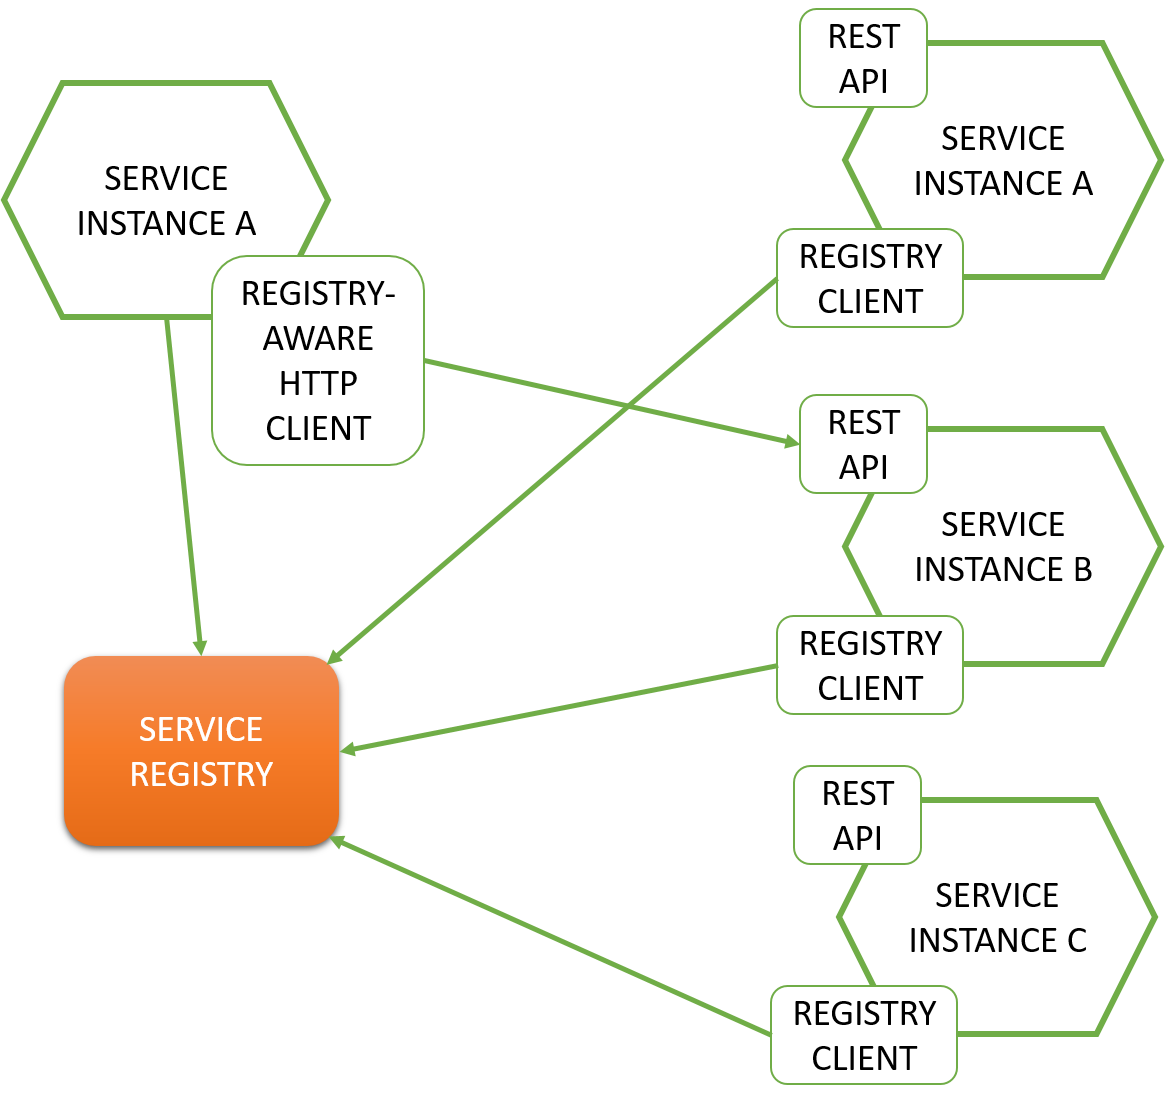 SERVICE
INSTANCE A
REGISTRY-
AWARE
HTTP
CLIENT
SERVICE
REGISTRY
REST
API
SERVICE
INSTANCE A
REGISTRY
CLIENT
REST
API
SERVICE
INSTANCE B
REGISTRY
CLIENT
REST
API
SERVICE
INSTANCE C
REGISTRY
CLIENT